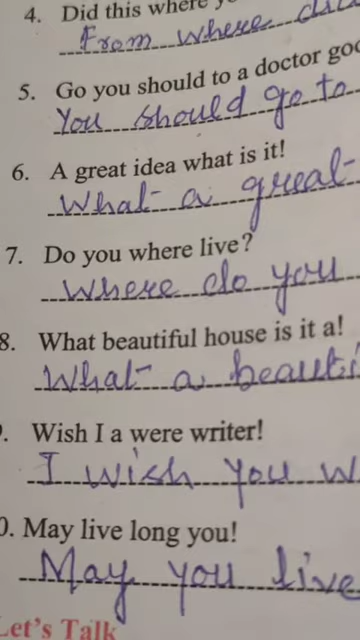 4. Did this where
From where
5. Go you should to a doctor goo
You should go to
6. A great idea what is it!
What a great
7. Do you where live?
Where do you
8. What beautiful house is it a!
What a beauti
. Wish I a were writer!
I wish you w
0. May live long you!
May you live
Let's Talk